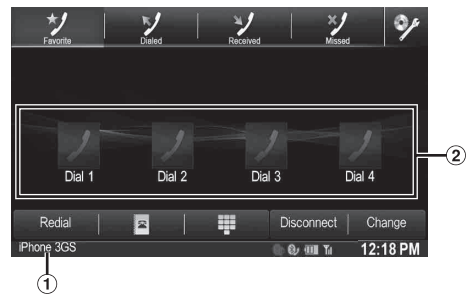 Favorite Dialed Received Missed
Dial 1 Dial 2 Dial 3 Dial 4
②
Redial Disconnect Change
iPhone 3GS 12:18 PM
①